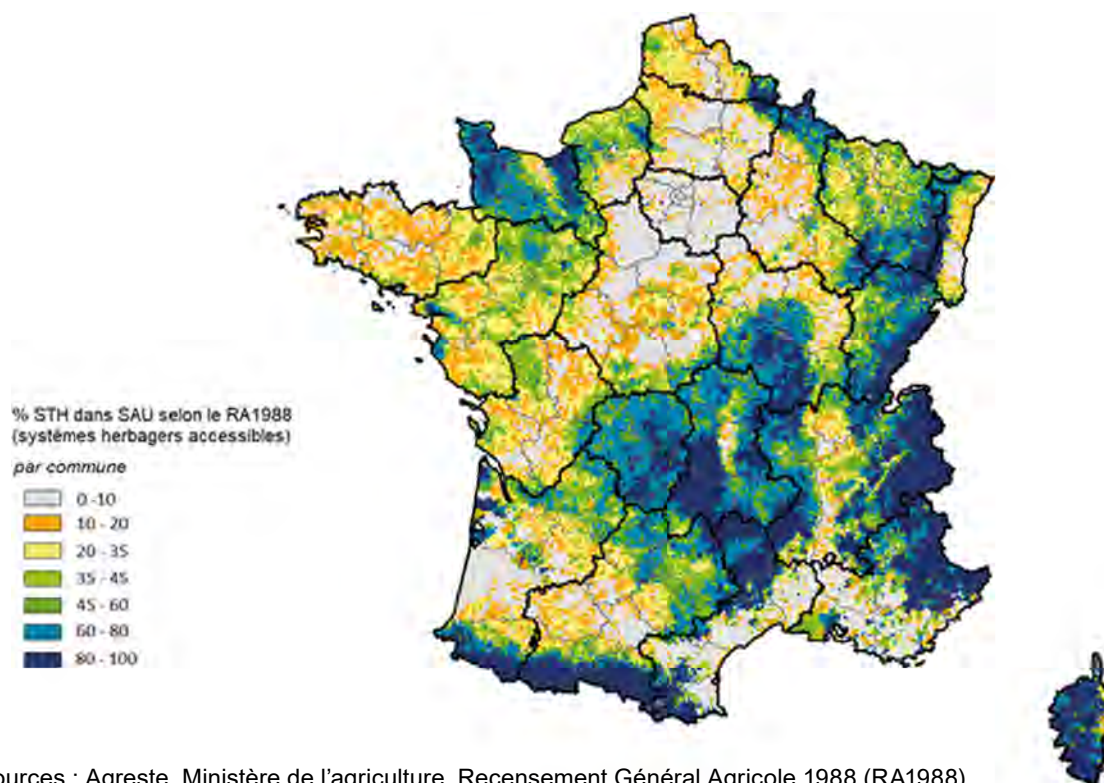 % STH dans SAU selon le RA1988
(systèmes herbagers accessibles)
par commune
0 -10
10 - 20
20 - 35
35 - 45
45 - 60
60 - 80
80 - 100
ources : Agreste, Ministère de l'agriculture, Recensement Général Agricole 1988 (RA1988)